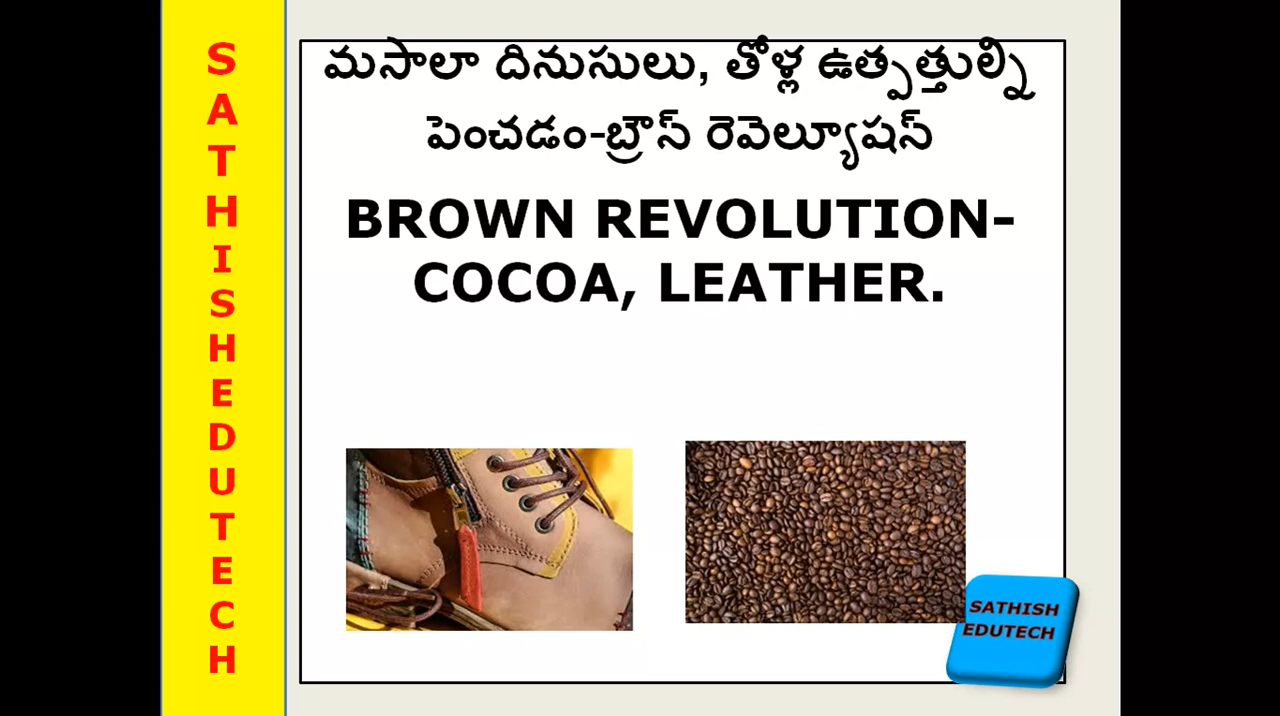 SATHISHEDUTECH
మసాలా దినుసులు, తోళ్ల ఉత్పత్తుల్ని
పెంచడం-బ్రౌన్ రెవెల్యూషన్
BROWN REVOLUTION-
COCOA, LEATHER.
SATHISH
EDUTECH